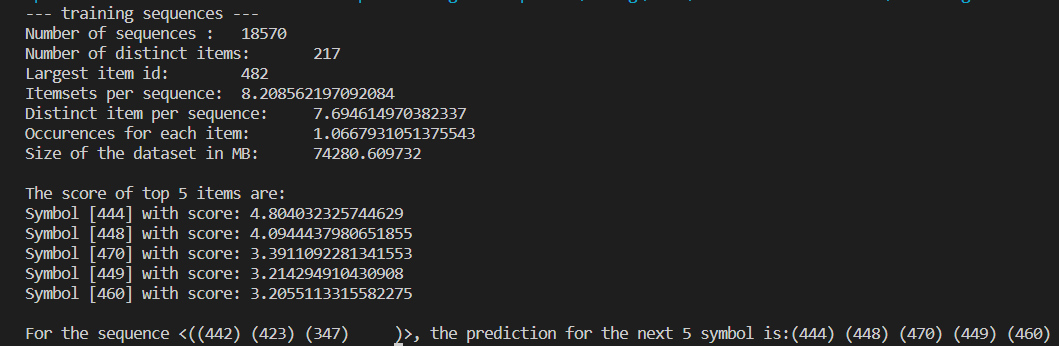 --- training sequences ---
Number of sequences :   18570
Number of distinct items:       217
Largest item id:        482
Itemsets per sequence:  8.208562197092084
Distinct item per sequence:     7.694614970382337
Occurences for each item:       1.0667931051375543
Size of the dataset in MB:      74280.609732

The score of top 5 items are:
Symbol [444] with score: 4.804032325744629
Symbol [448] with score: 4.0944437980651855
Symbol [470] with score: 3.3911092281341553
Symbol [449] with score: 3.214294910430908
Symbol [460] with score: 3.2055113315582275

For the sequence <((442) (423) (347)     )>, the prediction for the next 5 symbol is:(444) (448) (470) (449) (460)